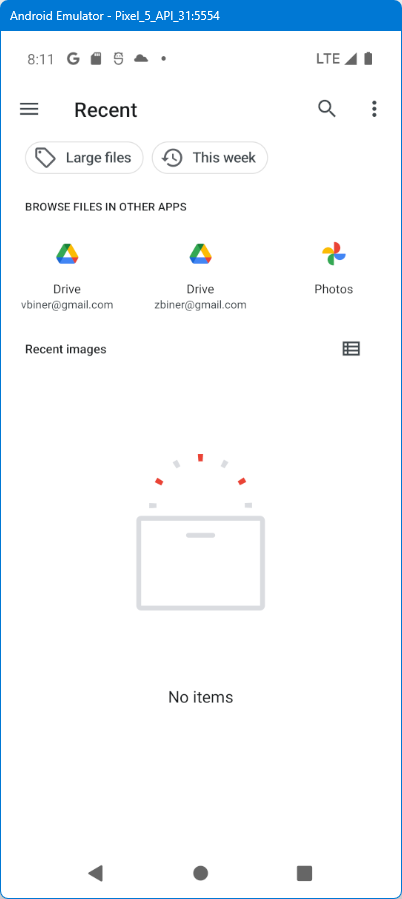 Android Emulator - Pixel_5_API_31:5554
8:11
LTE
Recent
Large files
This week
BROWSE FILES IN OTHER APPS
Drive
vbiner@gmail.com
Drive
zbiner@gmail.com
Photos
Recent images
No items